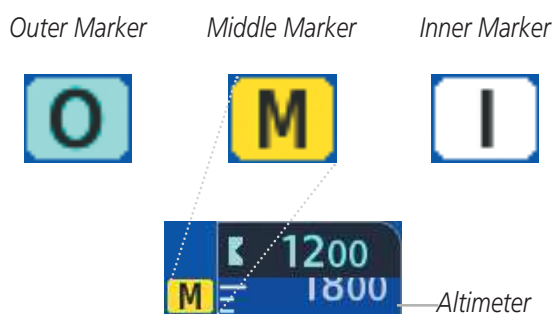 Outer Marker Middle Marker Inner Marker
O M I
1200
1800
M
Altimeter